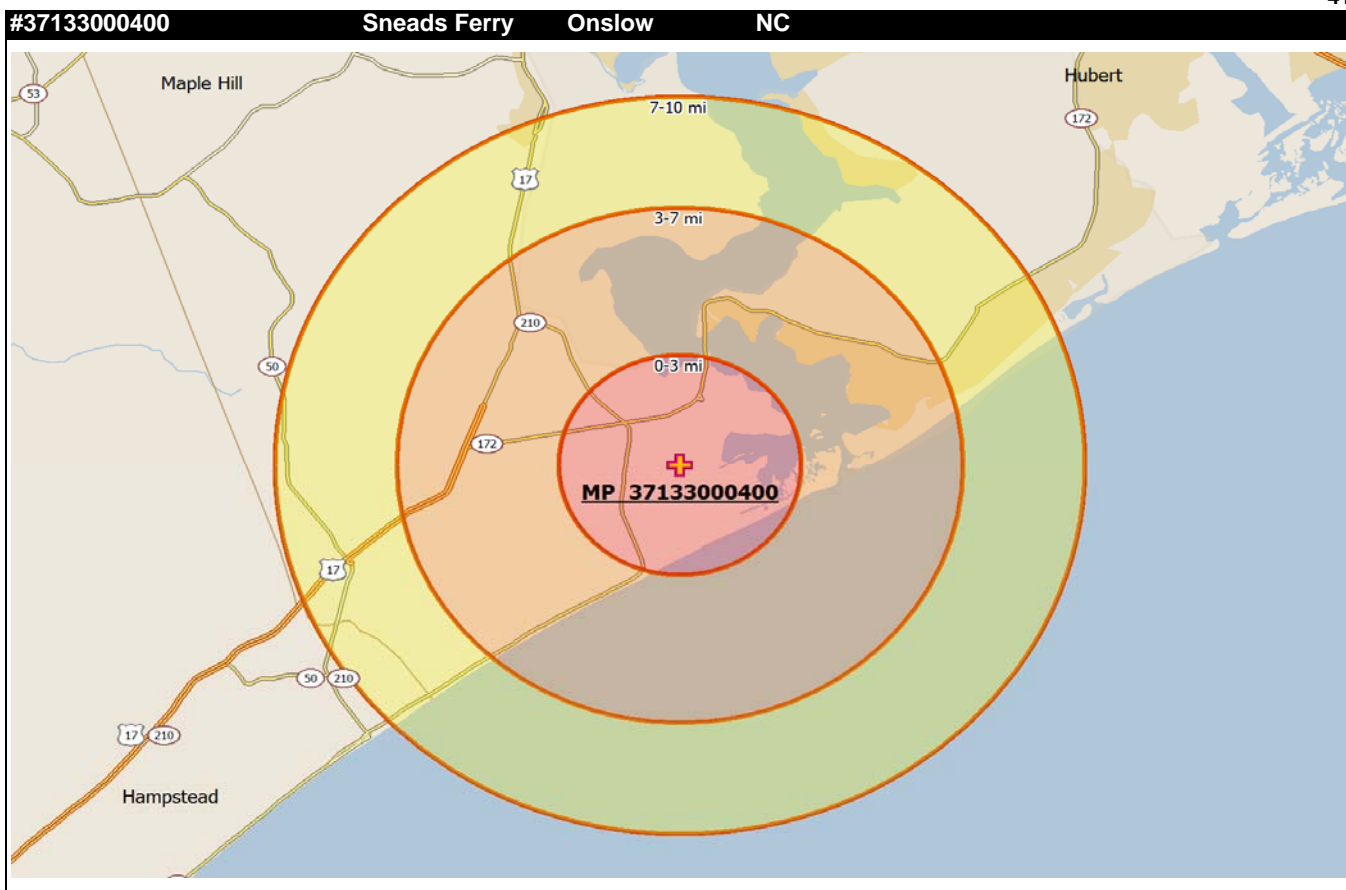 #37133000400 Sneads Ferry Onslow NC
Maple Hill
Hubert
53
7-10 mi
172
17
3-7 mi
210
50
0-3 mi
172
MP 37133000400
17
50 210
17 210
Hampstead